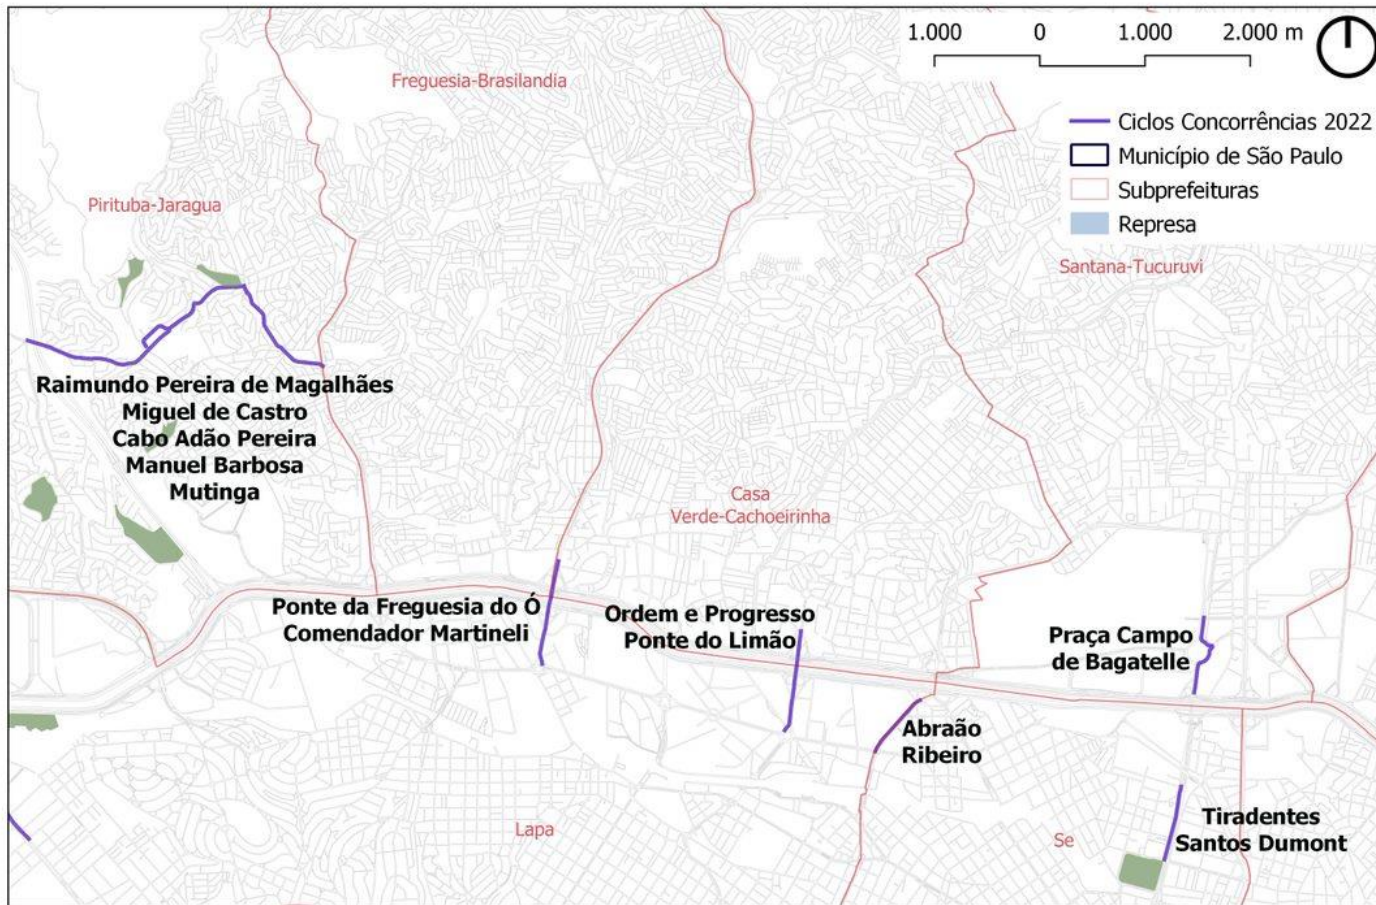 1.000 0 1.000 2.000 m
Ciclos Concorrências 2022
Município de São Paulo
Subprefeituras
Represa
Freguesia-Brasilandia
Pirituba-Jaragua
Santana-Tucuruvi
Raimundo Pereira de Magalhães
Miguel de Castro
Cabo Adão Pereira
Manuel Barbosa
Mutinga
Casa
Verde-Cachoeirinha
Ponte da Freguesia do Ó
Comendador Martineli
Ordem e Progresso
Ponte do Limão
Praça Campo
de Bagatelle
Abraão
Ribeiro
Lapa
Se
Tiradentes
Santos Dumont